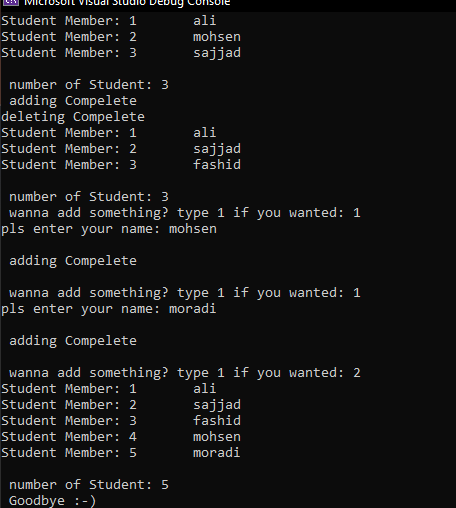 Microsoft Visual Studio Debug Console
Student Member: 1       ali
Student Member: 2       mohsen
Student Member: 3       sajjad
number of Student: 3
adding Compelete
deleting Compelete
Student Member: 1       ali
Student Member: 2       sajjad
Student Member: 3       fashid
number of Student: 3
wanna add something? type 1 if you wanted: 1
pls enter your name: mohsen
adding Compelete
wanna add something? type 1 if you wanted: 1
pls enter your name: moradi
adding Compelete
wanna add something? type 1 if you wanted: 2
Student Member: 1       ali
Student Member: 2       sajjad
Student Member: 3       fashid
Student Member: 4       mohsen
Student Member: 5       moradi
number of Student: 5
Goodbye :-)